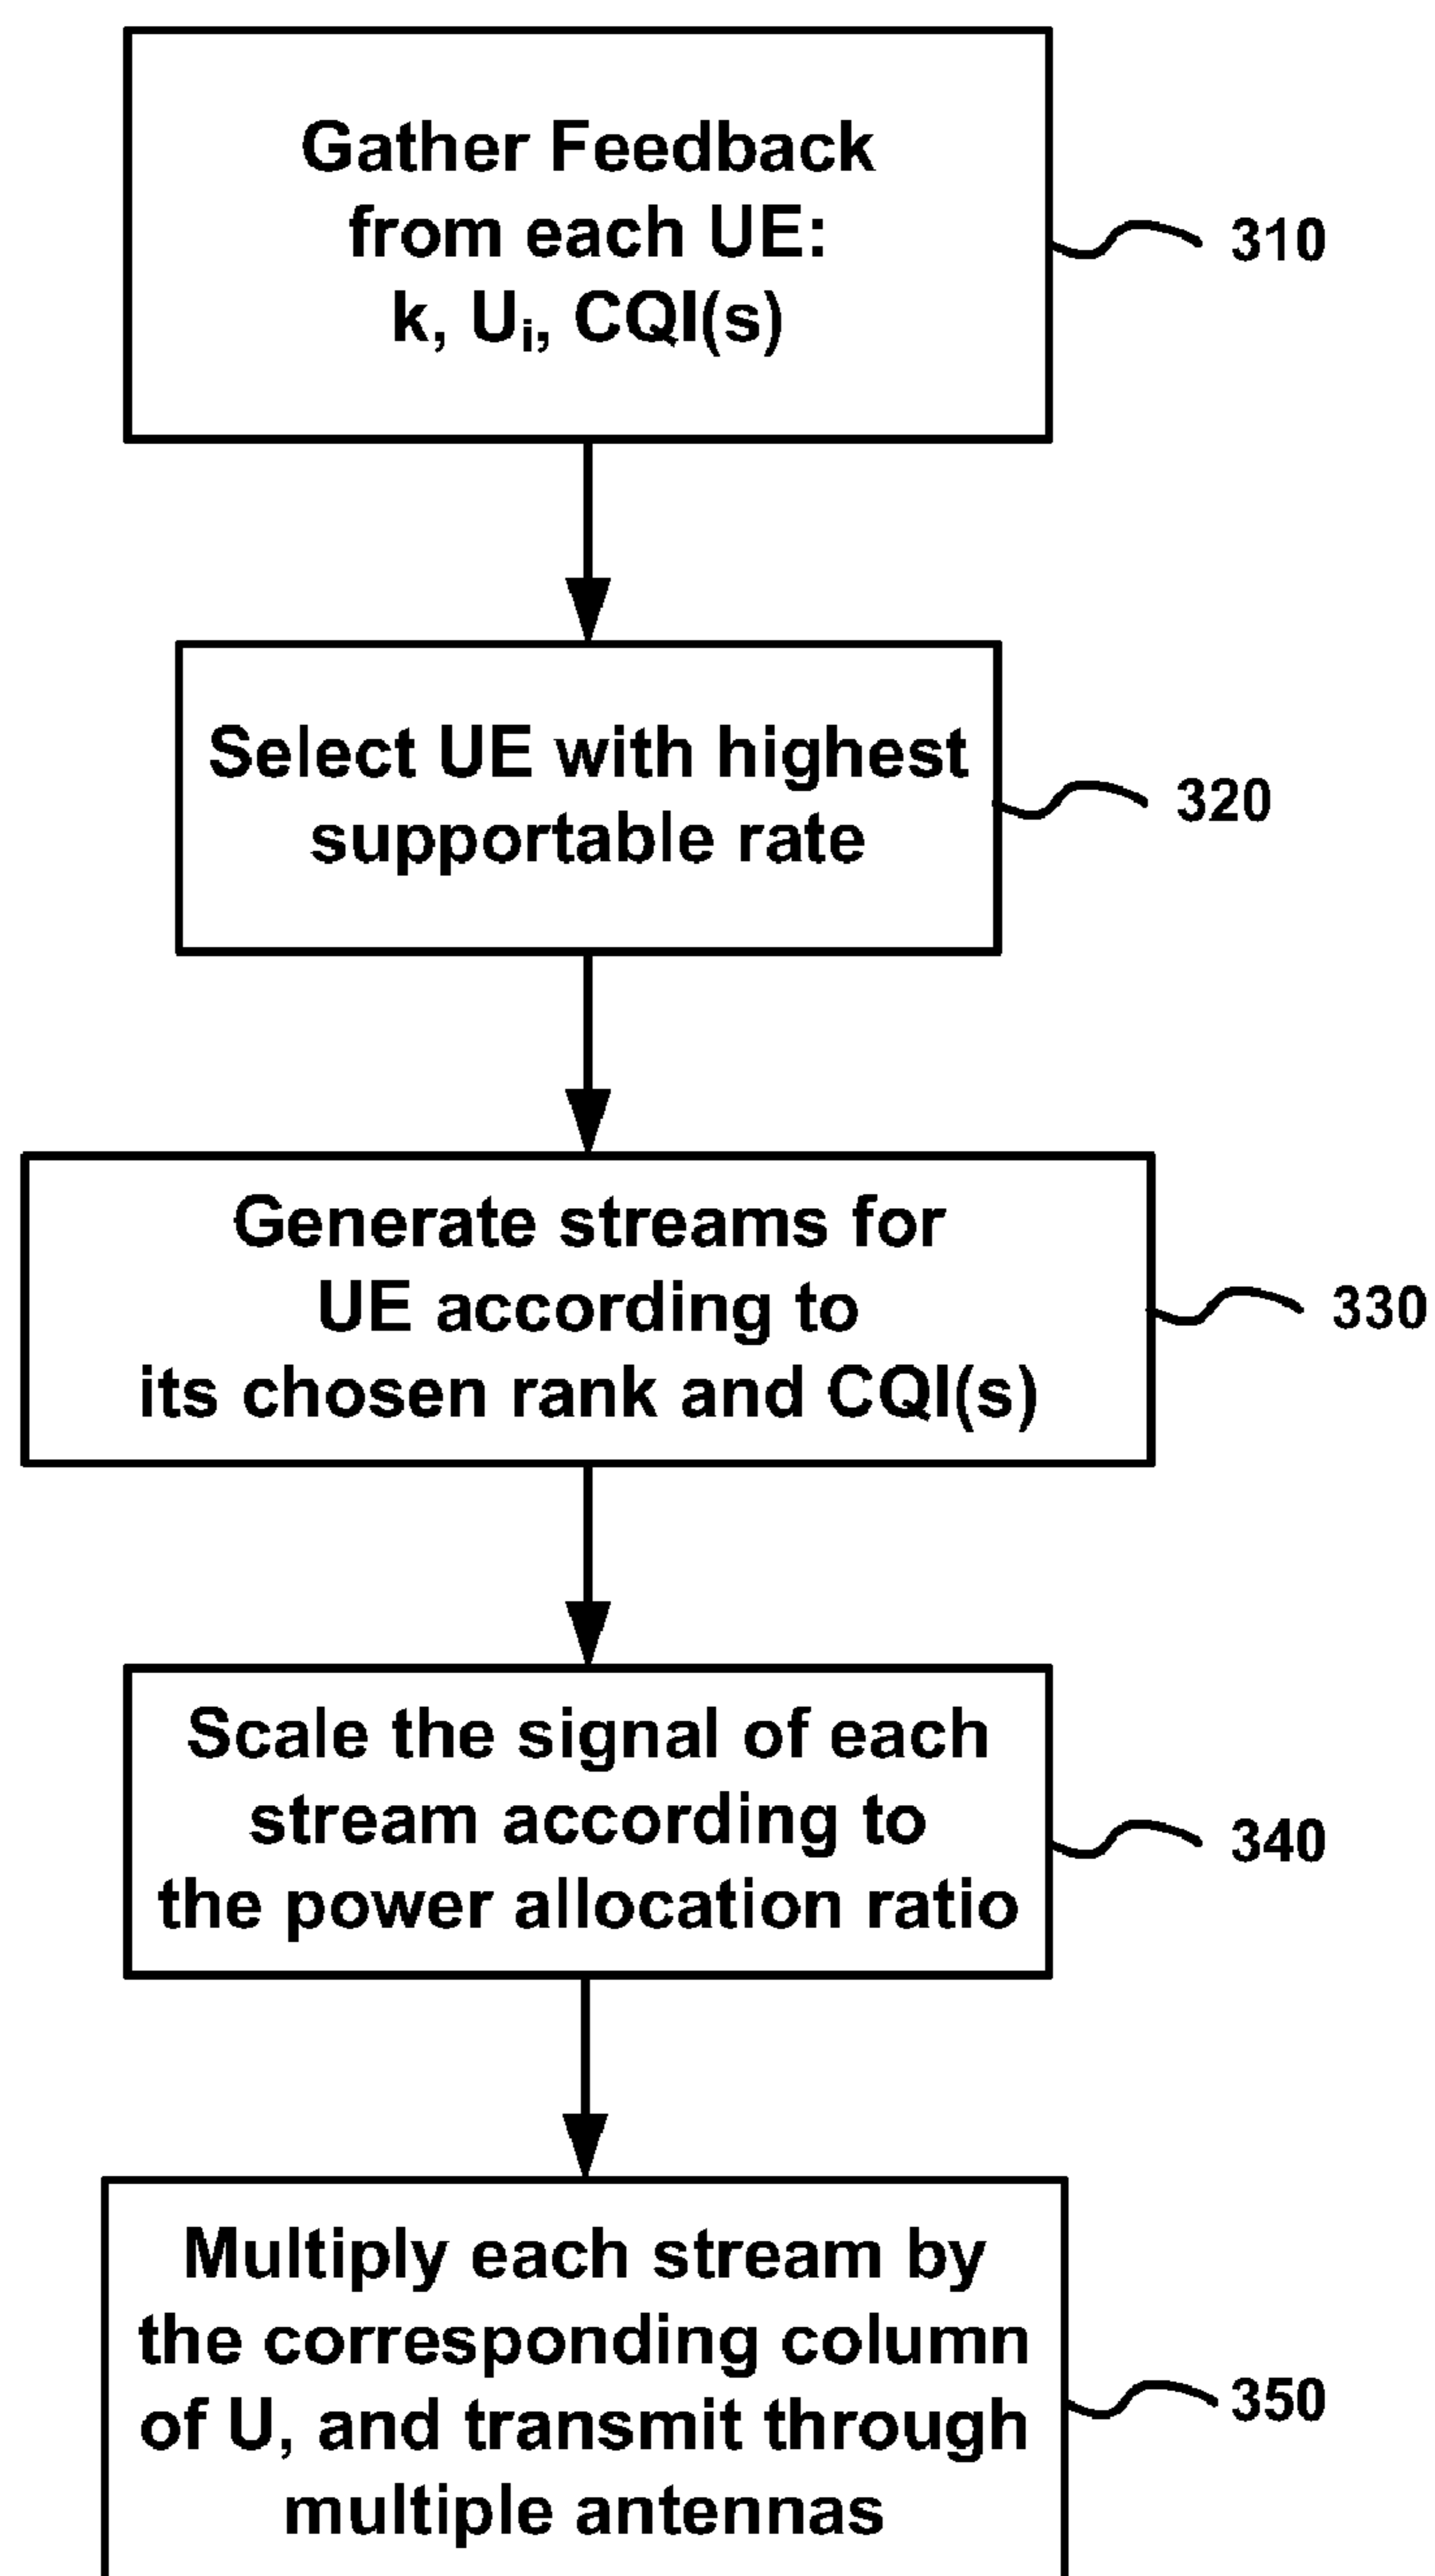 Gather Feedback
from each UE:
k, Uᵢ, CQI(s)
310
Select UE with highest
supportable rate
320
Generate streams for
UE according to
its chosen rank and CQI(s)
330
Scale the signal of each
stream according to
the power allocation ratio
340
Multiply each stream by
the corresponding column
of U, and transmit through
multiple antennas
350